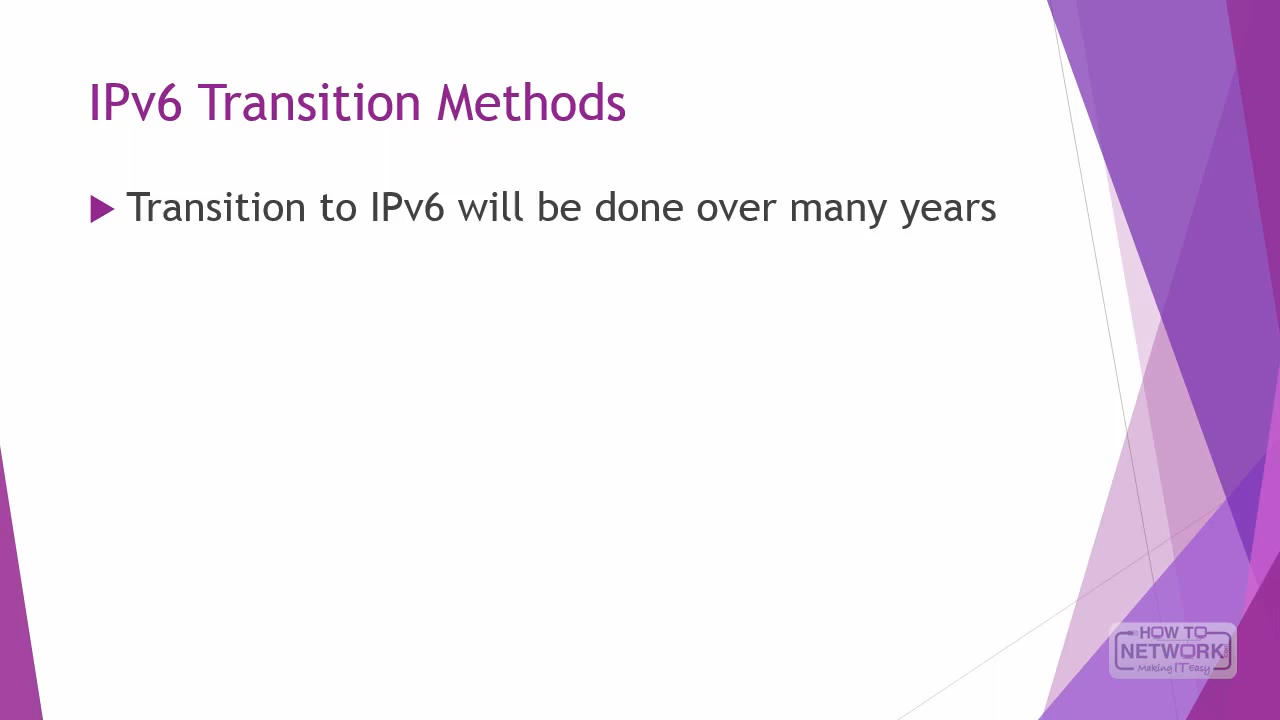 IPv6 Transition Methods
Transition to IPv6 will be done over many years
HOW TO
NETWORK
Making IT Easy